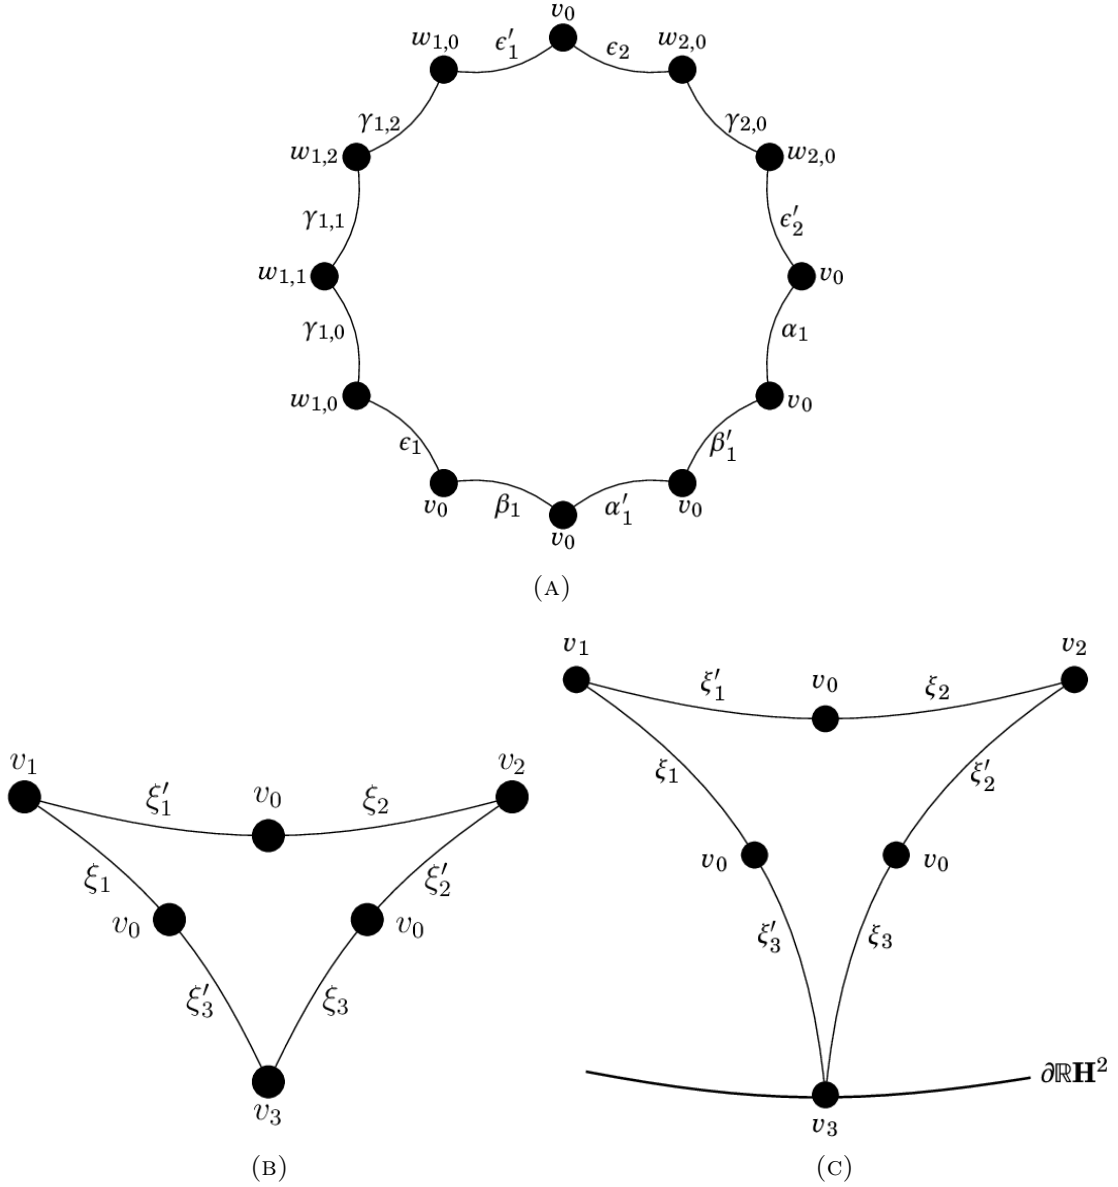 v₀
w₁,₀ ϵ′₁ ϵ₂ w₂,₀
γ₁,₂ γ₂,₀
w₁,₂ w₂,₀
γ₁,₁ ϵ′₂
w₁,₁ v₀
γ₁,₀ α₁
w₁,₀ v₀
ϵ₁ β′₁
v₀ β₁ α′₁ v₀
v₀
(A)
v₁ v₂
ξ′₁ v₀ ξ₂
ξ₁ ξ′₂
v₀ v₀
ξ′₃ ξ₃
v₃
(B)
v₁ v₂
ξ′₁ v₀ ξ₂
ξ₁ ξ′₂
v₀ v₀
ξ′₃ ξ₃
∂ℝ𝐇²
v₃
(C)